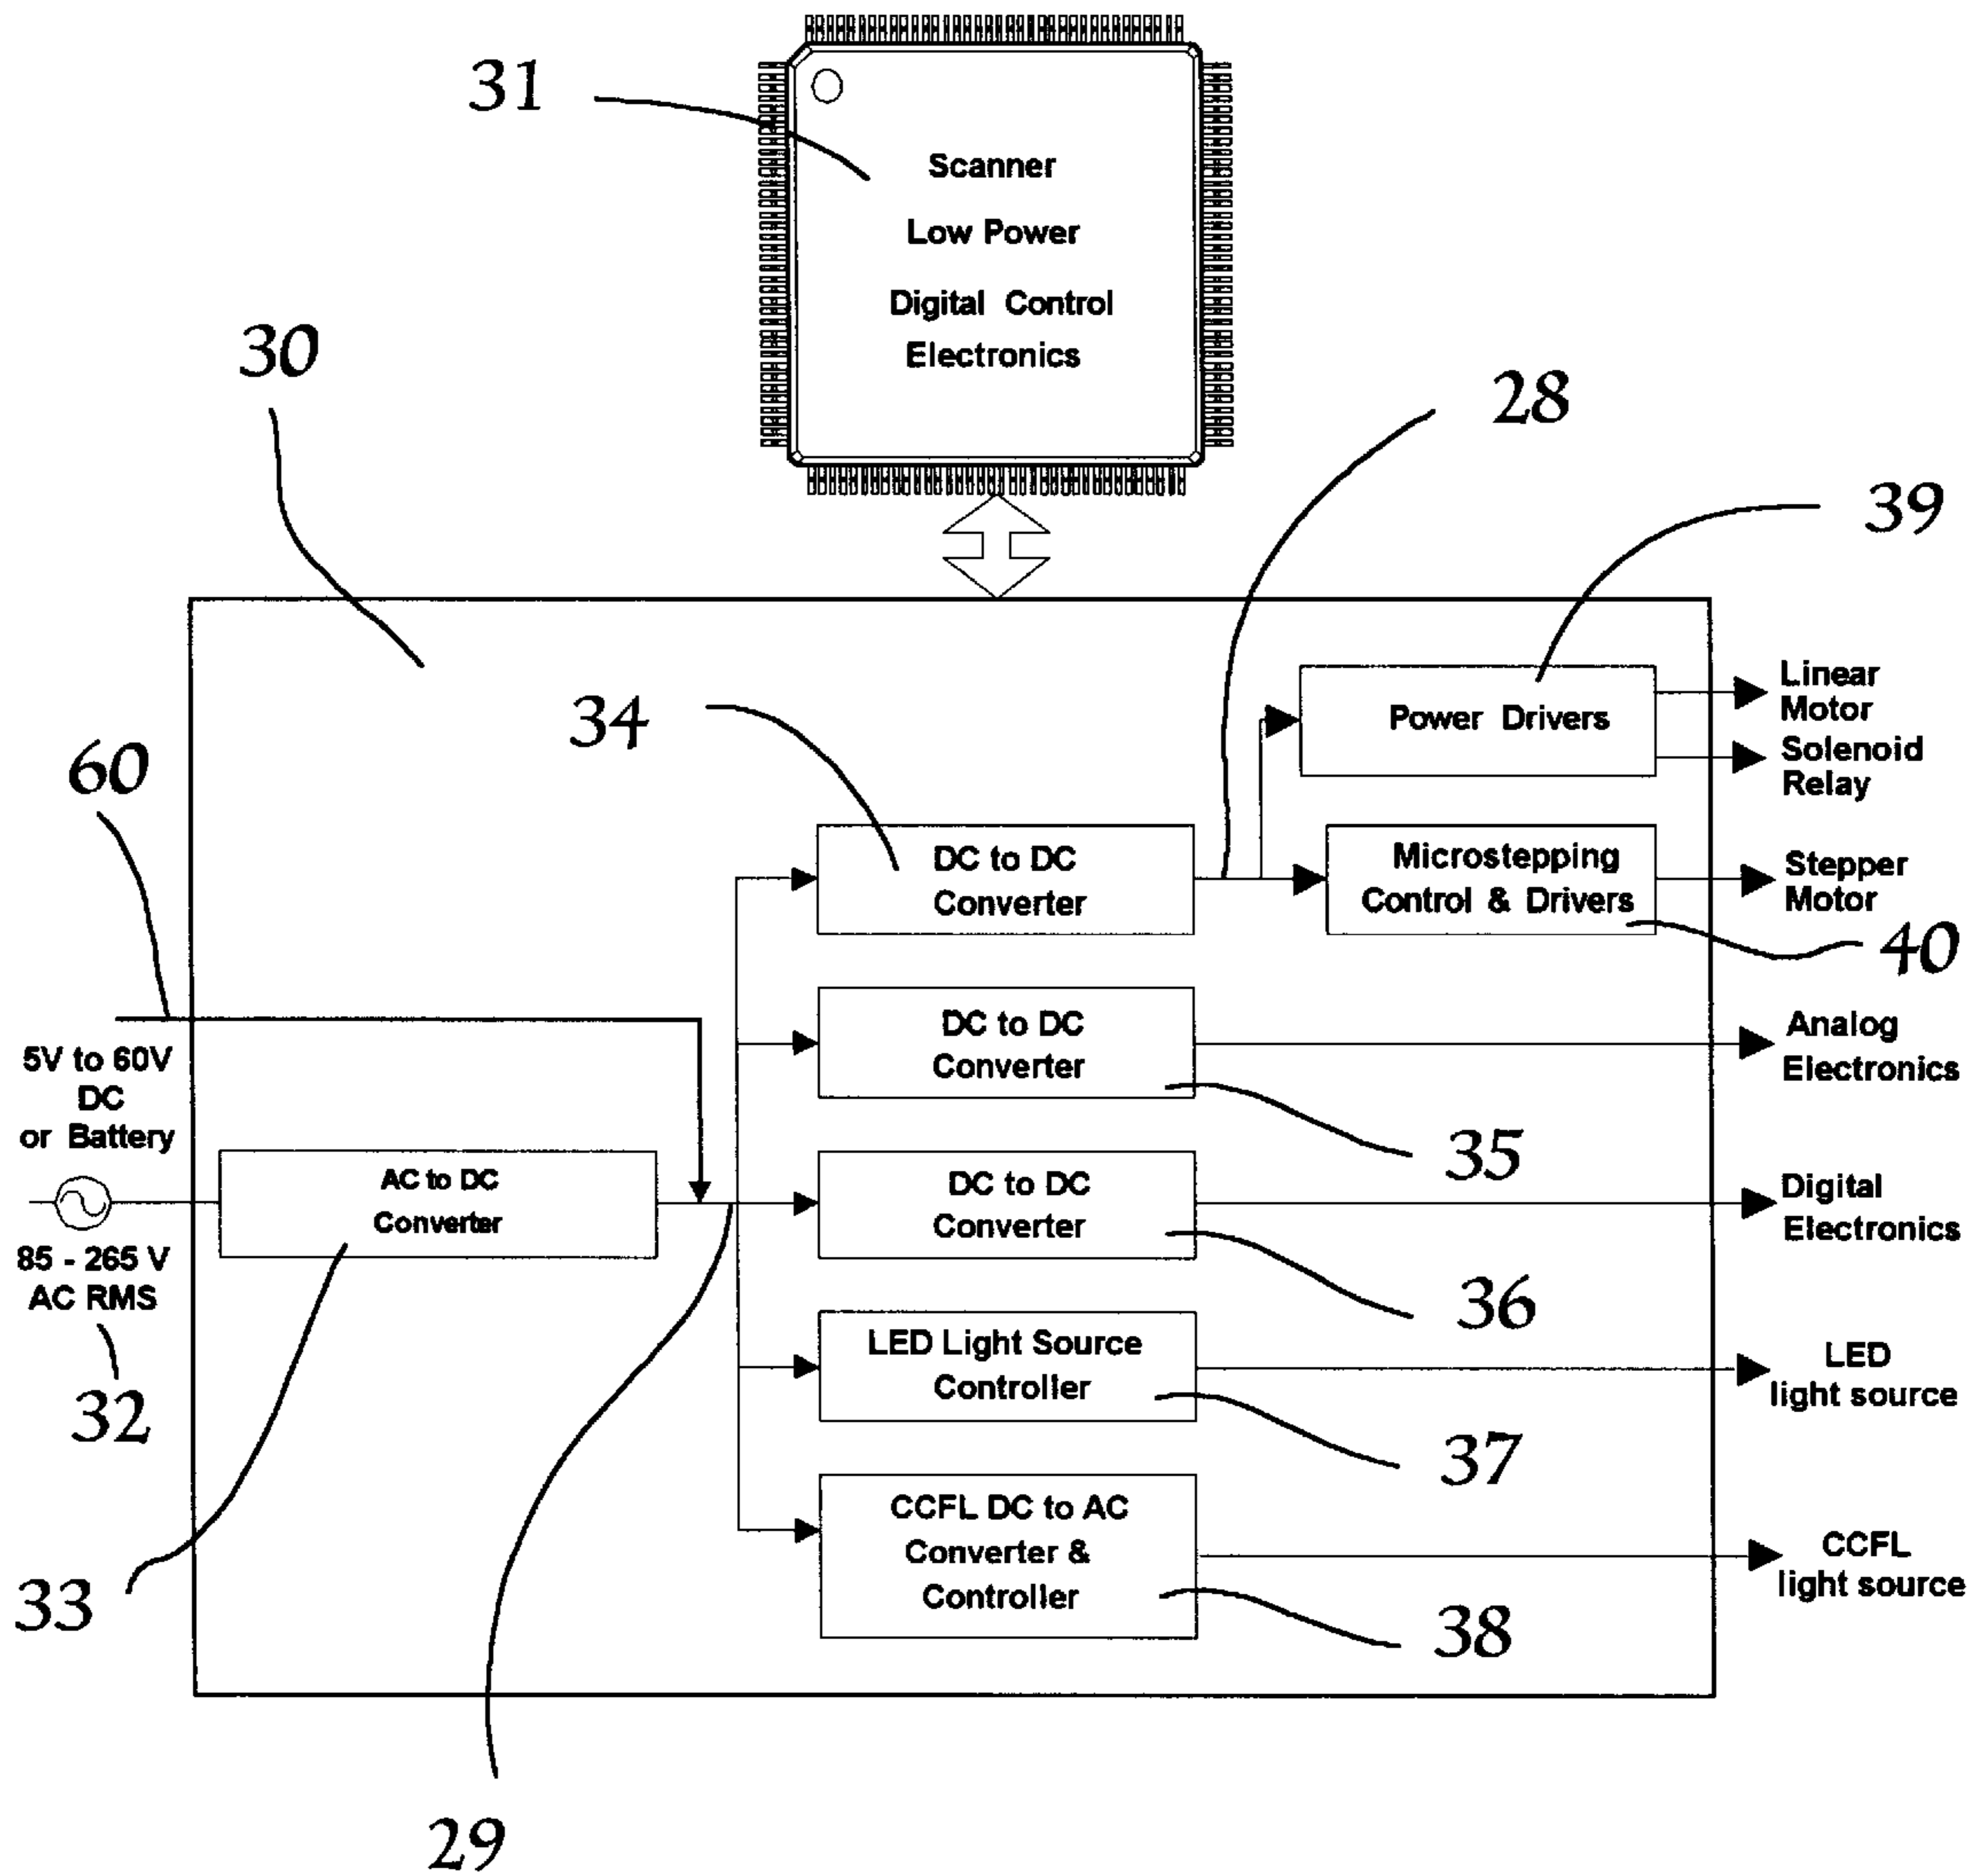 31
Scanner
Low Power
Digital Control
Electronics
30
28
39
34
Power Drivers
Linear
Motor
Solenoid
Relay
60
DC to DC
Converter
Microstepping
Control & Drivers
Stepper
Motor
40
5V to 60V
DC
or Battery
DC to DC
Converter
Analog
Electronics
35
AC to DC
Converter
DC to DC
Converter
Digital
Electronics
85 - 265 V
AC RMS
36
32
LED Light Source
Controller
LED
light source
37
33
CCFL DC to AC
Converter &
Controller
CCFL
light source
38
29